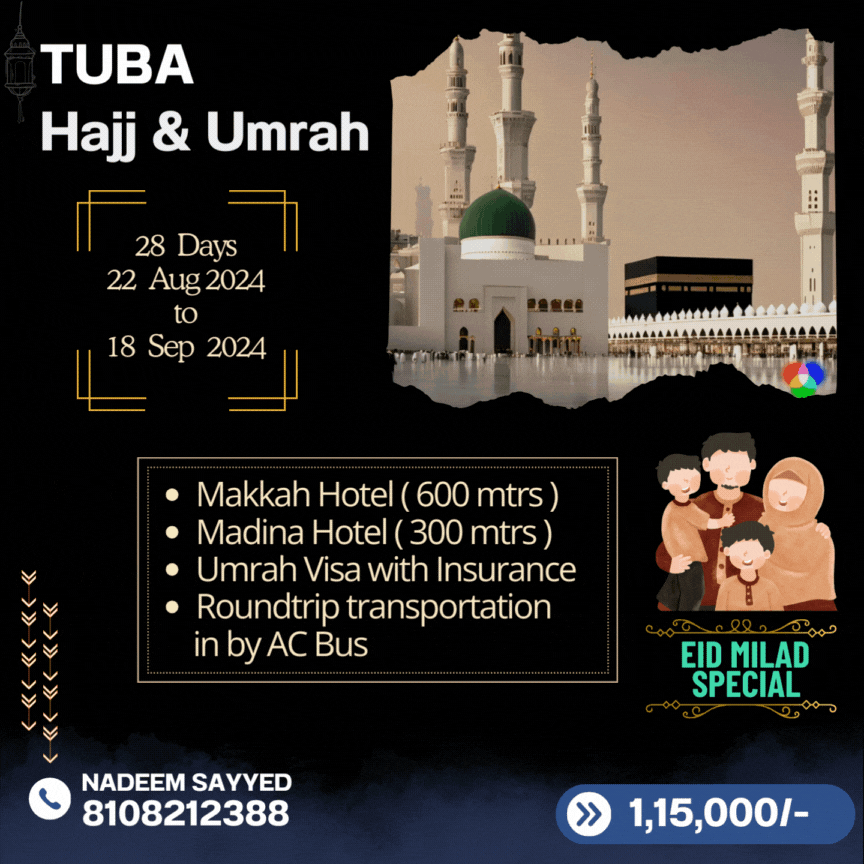 TUBA
Hajj & Umrah
28 Days
22 Aug 2024
to
18 Sep 2024
• Makkah Hotel ( 600 mtrs )
• Madina Hotel ( 300 mtrs )
• Umrah Visa with Insurance
• Roundtrip transportation
in by AC Bus
EID MILAD
SPECIAL
NADEEM SAYYED
8108212388
1,15,000/-